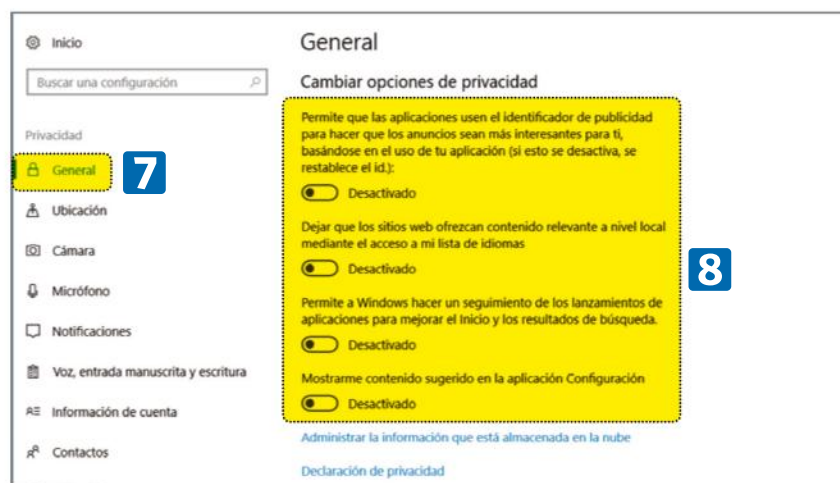 Inicio
Buscar una configuración
Privacidad
General
7
Ubicación
Cámara
Micrófono
Notificaciones
Voz, entrada manuscrita y escritura
Información de cuenta
Contactos
General
Cambiar opciones de privacidad
Permite que las aplicaciones usen el identificador de publicidad
para hacer que los anuncios sean más interesantes para ti,
basándose en el uso de tu aplicación (si esto se desactiva, se
restablece el id.):
Desactivado
Dejar que los sitios web ofrezcan contenido relevante a nivel local
mediante el acceso a mi lista de idiomas
Desactivado
Permite a Windows hacer un seguimiento de los lanzamientos de
aplicaciones para mejorar el Inicio y los resultados de búsqueda.
Desactivado
Mostrarme contenido sugerido en la aplicación Configuración
Desactivado
8
Administrar la información que está almacenada en la nube
Declaración de privacidad